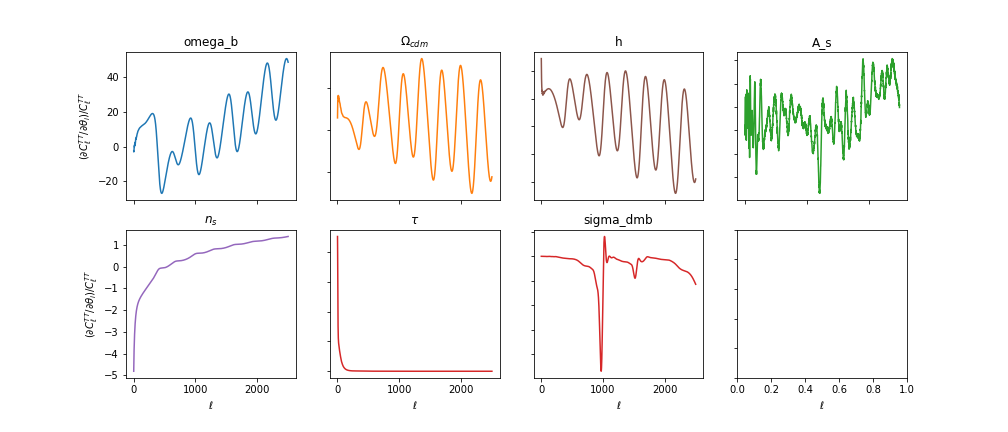 omega_b
Ω_{cdm}
h
A_s
(∂C_ℓ^{TT}/∂θ_i)/C_ℓ^{TT}
40
20
0
−20
0
1000
2000
n_s
τ
sigma_dmb
(∂C_ℓ^{TT}/∂θ_i)/C_ℓ^{TT}
1
0
−1
−2
−3
−4
−5
0
1000
2000
0
1000
2000
0
1000
2000
0.0
0.2
0.4
0.6
0.8
1.0
ℓ
ℓ
ℓ
ℓ